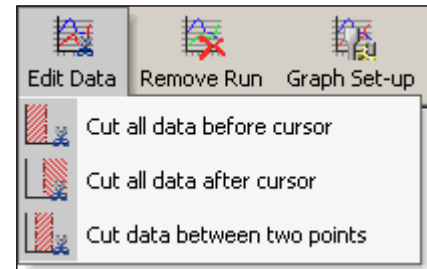 Edit Data Remove Run Graph Set-up
Cut all data before cursor
Cut all data after cursor
Cut data between two points